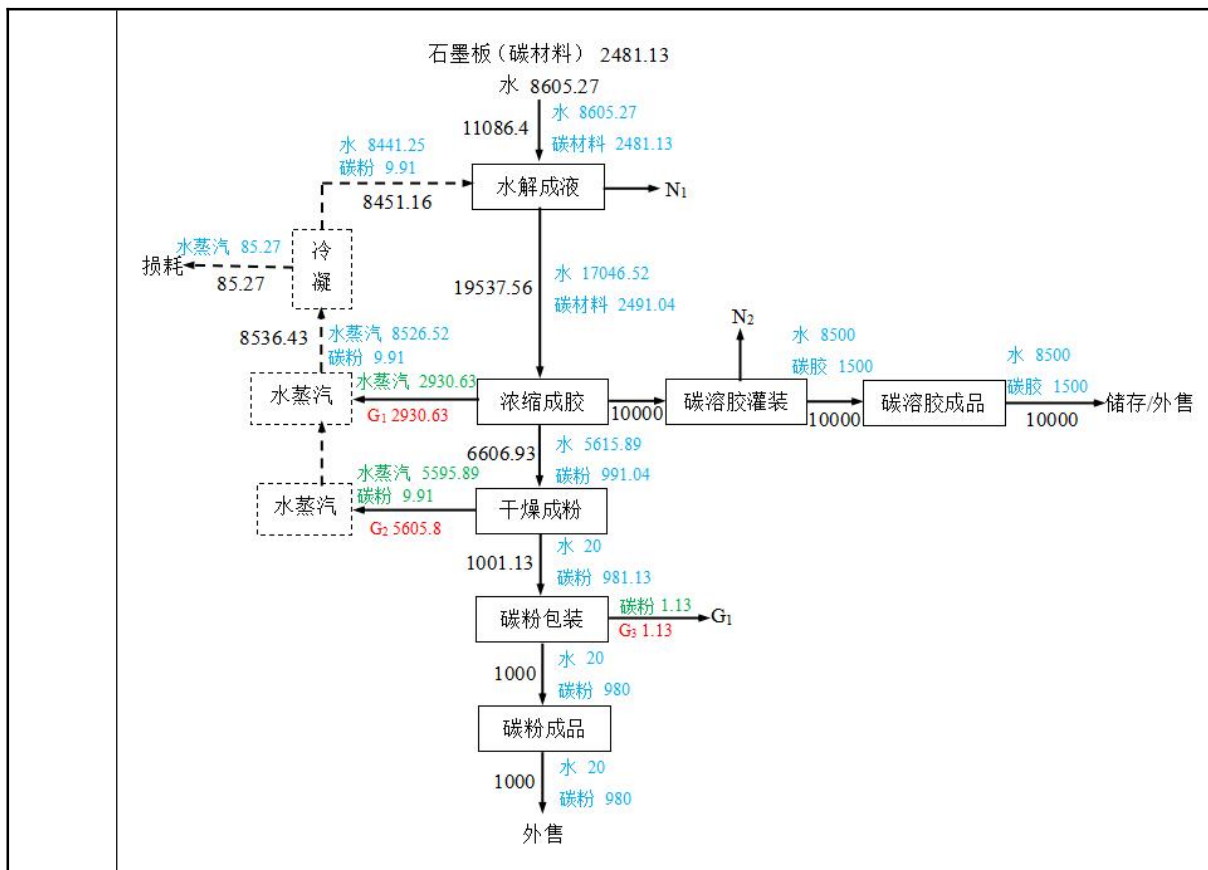 石墨板（碳材料） 2481.13
水 8605.27
11086.4
水 8605.27
碳材料 2481.13
水 8441.25
碳粉 9.91
8451.16
水解成液
N₁
水蒸汽 85.27
损耗
85.27
冷凝
19537.56
水 17046.52
碳材料 2491.04
8536.43
水蒸汽 8526.52
碳粉 9.91
N₂
水 8500
碳胶 1500
水 8500
碳胶 1500
水蒸汽
水蒸汽 2930.63
G₁ 2930.63
浓缩成胶
10000
碳溶胶灌装
10000
碳溶胶成品
10000
储存/外售
6606.93
水 5615.89
碳粉 991.04
水蒸汽
水蒸汽 5595.89
碳粉 9.91
G₂ 5605.8
干燥成粉
1001.13
水 20
碳粉 981.13
碳粉包装
碳粉 1.13
G₃ 1.13
G₁
1000
水 20
碳粉 980
碳粉成品
1000
水 20
碳粉 980
外售